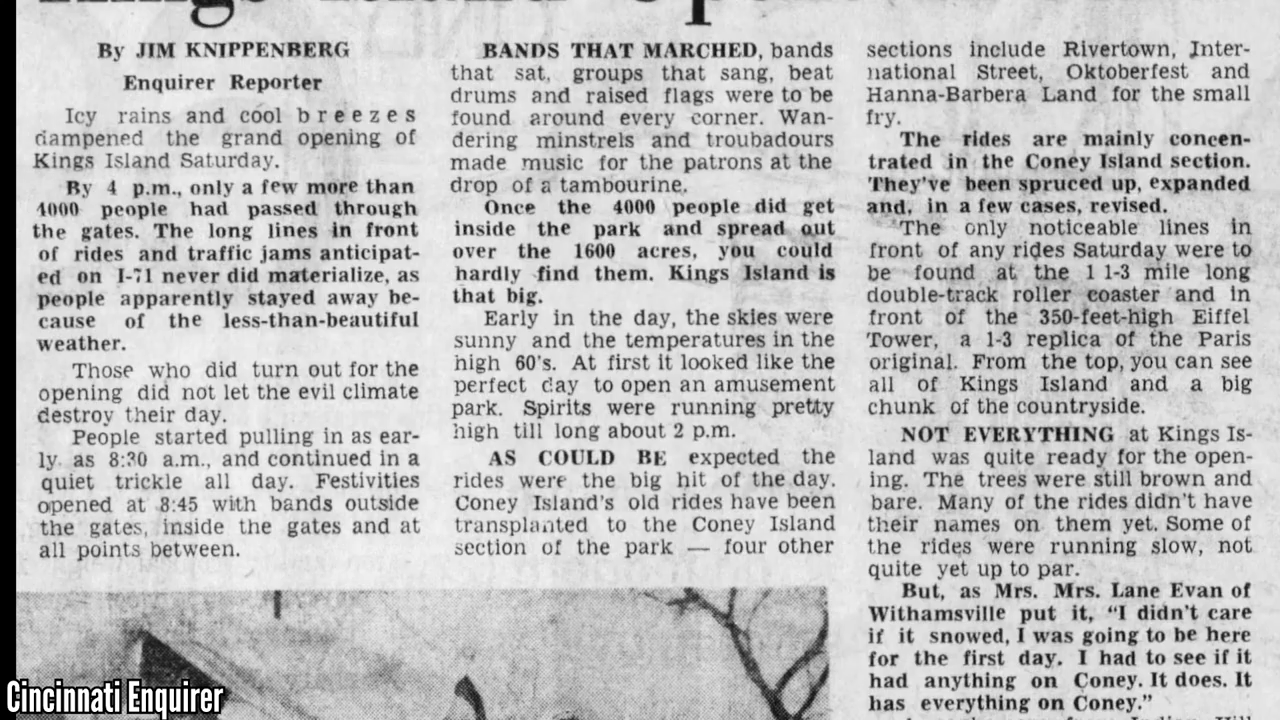 By JIM KNIPPENBERG
Enquirer Reporter
Icy rains and cool breezes
dampened the grand opening of
Kings Island Saturday.
By 4 p.m., only a few more than
4000 people had passed through
the gates. The long lines in front
of rides and traffic jams anticipat-
ed on I-71 never did materialize, as
people apparently stayed away be-
cause of the less-than-beautiful
weather.
Those who did turn out for the
opening did not let the evil climate
destroy their day.
People started pulling in as ear-
ly as 8:30 a.m., and continued in a
quiet trickle all day. Festivities
opened at 8:45 with bands outside
the gates, inside the gates and at
all points between.
BANDS THAT MARCHED, bands
that sat, groups that sang, beat
drums and raised flags were to be
found around every corner. Wan-
dering minstrels and troubadours
made music for the patrons at the
drop of a tambourine.
Once the 4000 people did get
inside the park and spread out
over the 1600 acres, you could
hardly find them. Kings Island is
that big.
Early in the day, the skies were
sunny and the temperatures in the
high 60's. At first it looked like the
perfect day to open an amusement
park. Spirits were running pretty
high till long about 2 p.m.
AS COULD BE expected the
rides were the big hit of the day.
Coney Island's old rides have been
transplanted to the Coney Island
section of the park — four other
sections include Rivertown, Inter-
national Street, Oktoberfest and
Hanna-Barbera Land for the small
fry.
The rides are mainly concen-
trated in the Coney Island section.
They've been spruced up, expanded
and, in a few cases, revised.
The only noticeable lines in
front of any rides Saturday were to
be found at the 1 1-3 mile long
double-track roller coaster and in
front of the 350-feet-high Eiffel
Tower, a 1-3 replica of the Paris
original. From the top, you can see
all of Kings Island and a big
chunk of the countryside.
NOT EVERYTHING at Kings Is-
land was quite ready for the open-
ing. The trees were still brown and
bare. Many of the rides didn't have
their names on them yet. Some of
the rides were running slow, not
quite yet up to par.
But, as Mrs. Mrs. Lane Evan of
Withamsville put it, “I didn't care
if it snowed, I was going to be here
for the first day. I had to see if it
had anything on Coney. It does. It
has everything on Coney.”
Cincinnati Enquirer